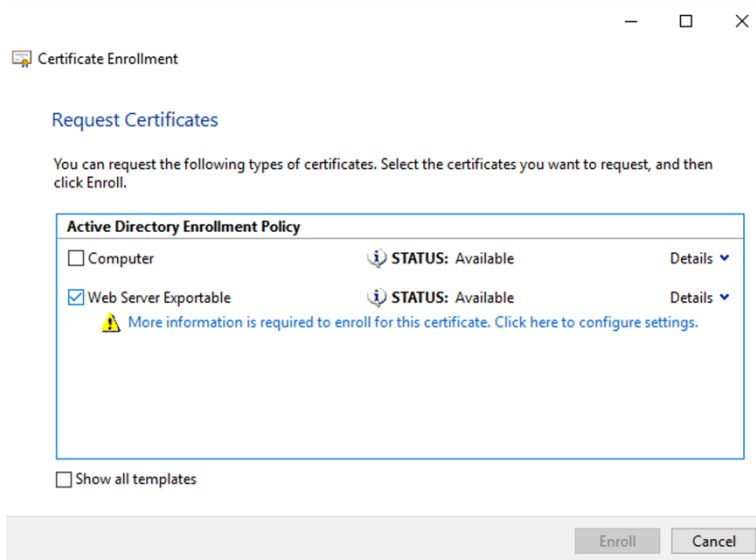 Certificate Enrollment
Request Certificates
You can request the following types of certificates. Select the certificates you want to request, and then
click Enroll.
Active Directory Enrollment Policy
Computer STATUS: Available Details
Web Server Exportable STATUS: Available Details
More information is required to enroll for this certificate. Click here to configure settings.
Show all templates
Enroll Cancel